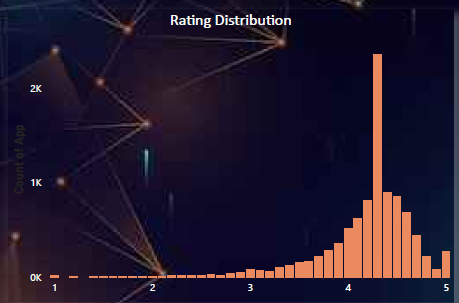 Rating Distribution
2K
Count of App
1K
0K
1 2 3 4 5